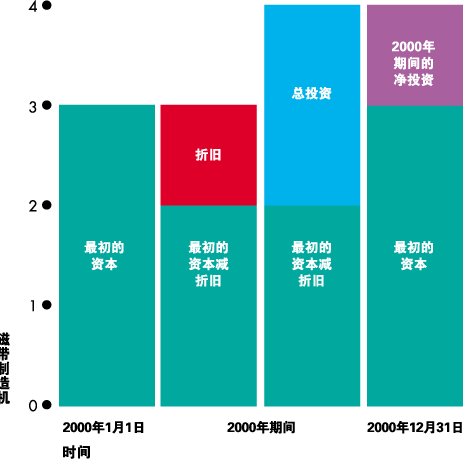 4
3
2
1
0
磁带制造机
最初的
资本
折旧
最初的
资本减
折旧
总投资
最初的
资本减
折旧
2000年
期间的
净投资
最初的
资本
2000年1月1日
2000年期间
2000年12月31日
时间